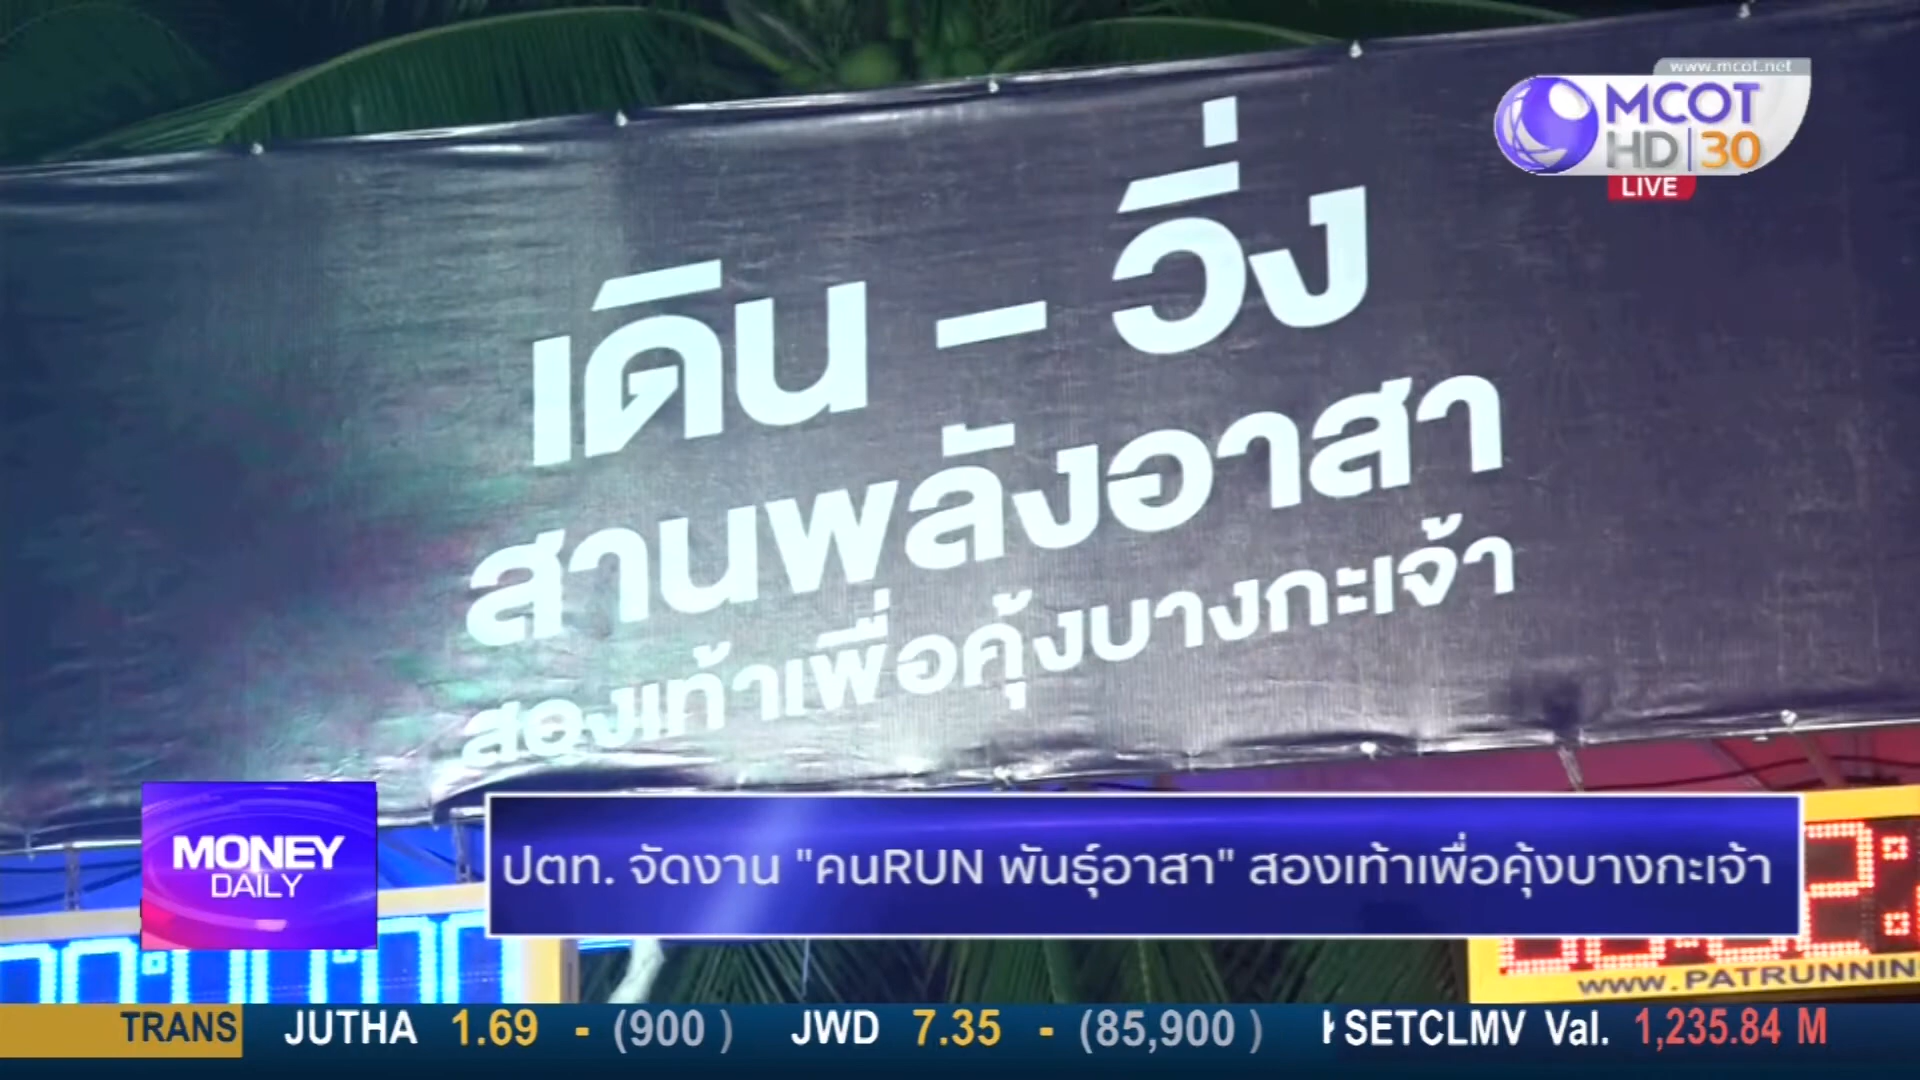 www.mcot.net
MCOT
HD 30
LIVE
เดิน - วิ่ง
สานพลังอาสา
สองเท้าเพื่อคุ้งบางกะเจ้า
MONEY
DAILY
ปตท. จัดงาน "คนRUN พันธุ์อาสา" สองเท้าเพื่อคุ้งบางกะเจ้า
00:00:00
WWW.PATRUNNIN
TRANS JUTHA 1.69 - (900 ) JWD 7.35 - (85,900 ) SETCLMV Val. 1,235.84 M